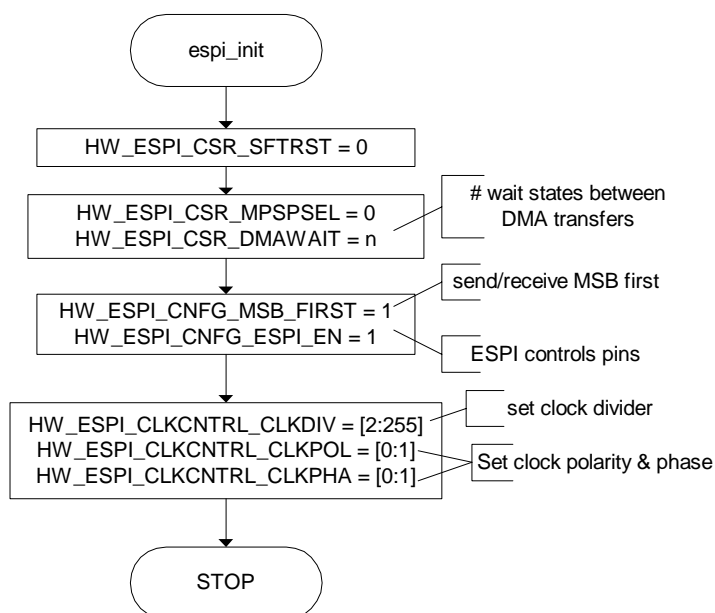 espi_init
HW_ESPI_CSR_SFTRST = 0
HW_ESPI_CSR_MPSPSEL = 0
HW_ESPI_CSR_DMAWAIT = n
# wait states between
DMA transfers
HW_ESPI_CNFG_MSB_FIRST = 1
HW_ESPI_CNFG_ESPI_EN = 1
send/receive MSB first
ESPI controls pins
HW_ESPI_CLKCNTRL_CLKDIV = [2:255]
HW_ESPI_CLKCNTRL_CLKPOL = [0:1]
HW_ESPI_CLKCNTRL_CLKPHA = [0:1]
set clock divider
Set clock polarity & phase
STOP